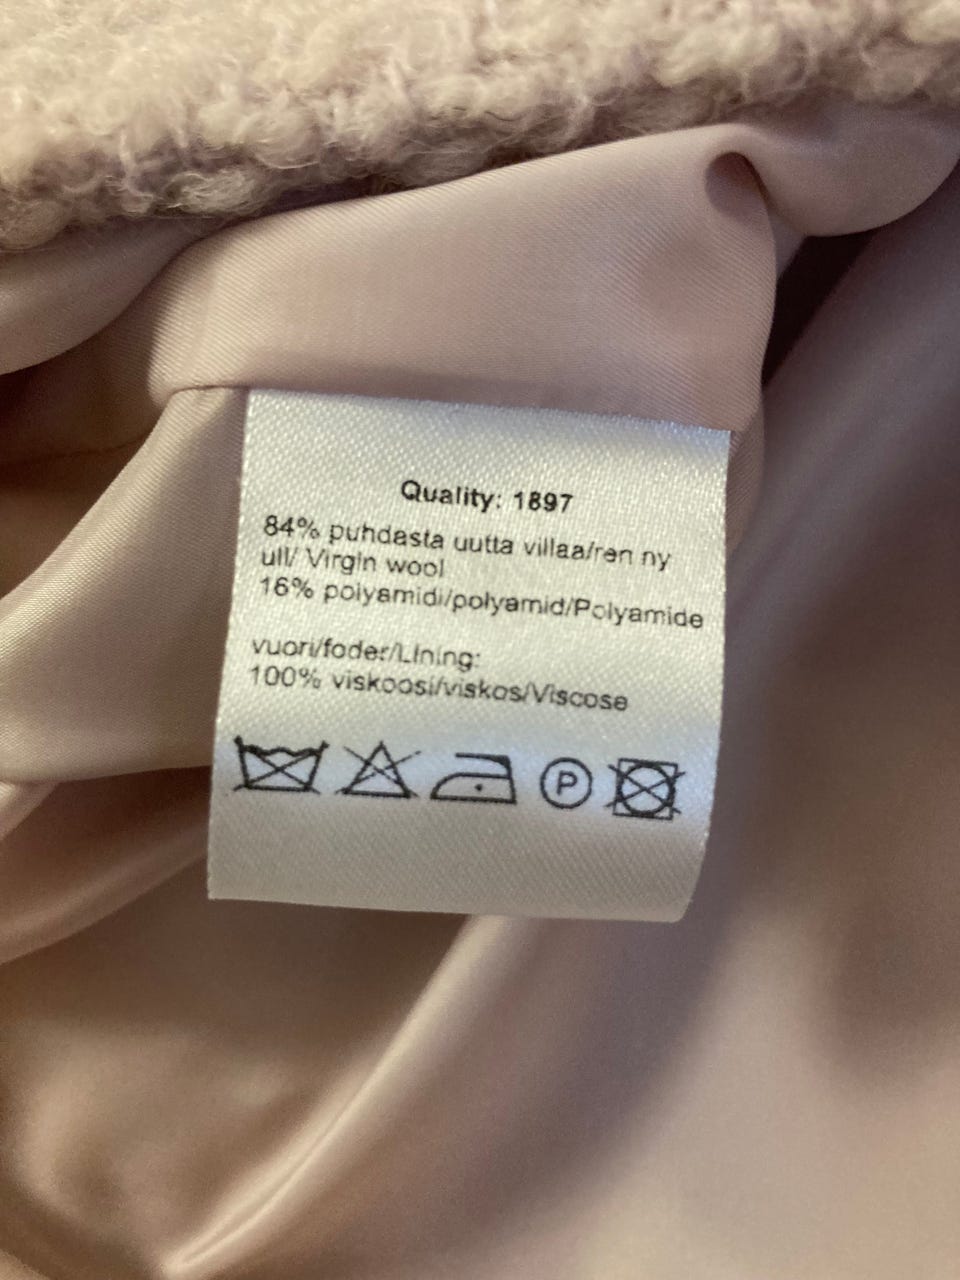 Quality: 1897
84% puhdasta uutta villaa/ren ny
ull/ Virgin wool
16% polyamidi/polyamid/Polyamide
vuori/foder/Lining:
100% viskoosi/viskos/Viscose
P